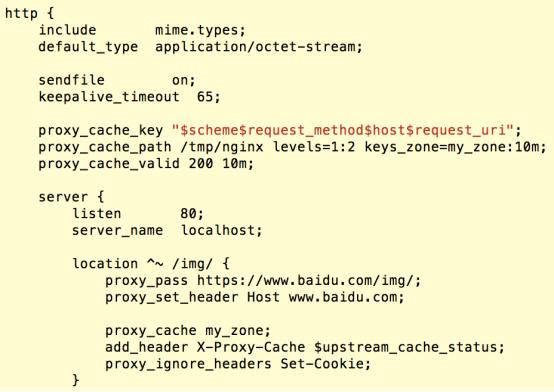 http {
    include       mime.types;
    default_type  application/octet-stream;

    sendfile        on;
    keepalive_timeout  65;

    proxy_cache_key "$scheme$request_method$host$request_uri";
    proxy_cache_path /tmp/nginx levels=1:2 keys_zone=my_zone:10m;
    proxy_cache_valid 200 10m;

    server {
        listen       80;
        server_name  localhost;

        location ^~ /img/ {
            proxy_pass https://www.baidu.com/img/;
            proxy_set_header Host www.baidu.com;

            proxy_cache my_zone;
            add_header X-Proxy-Cache $upstream_cache_status;
            proxy_ignore_headers Set-Cookie;
        }